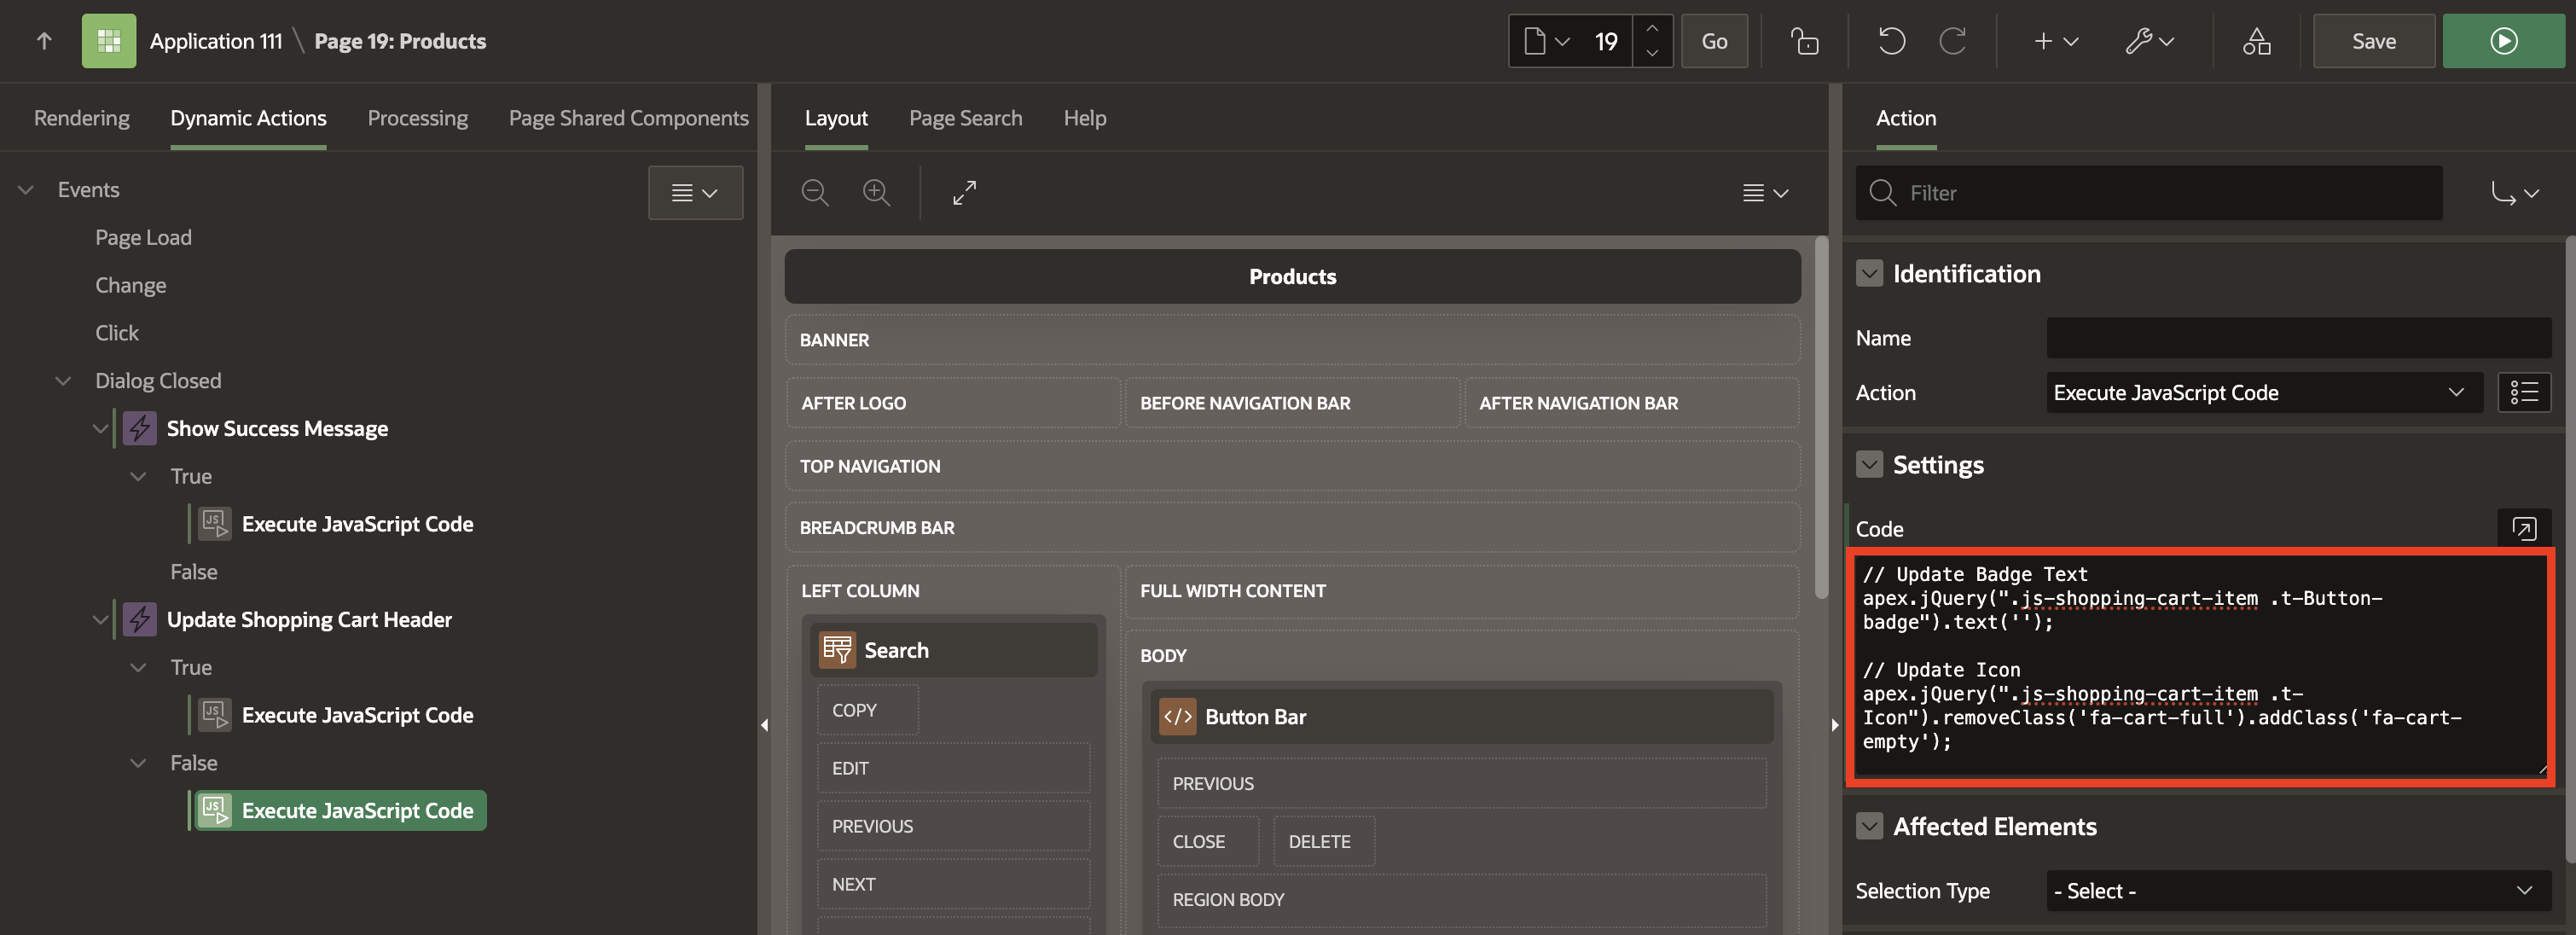 Application 111 \ Page 19: Products
19
Go
Save
Rendering
Dynamic Actions
Processing
Page Shared Components
Events
Page Load
Change
Click
Dialog Closed
Show Success Message
True
Execute JavaScript Code
False
Update Shopping Cart Header
True
Execute JavaScript Code
False
Execute JavaScript Code
Layout
Page Search
Help
Products
BANNER
AFTER LOGO
BEFORE NAVIGATION BAR
AFTER NAVIGATION BAR
TOP NAVIGATION
BREADCRUMB BAR
LEFT COLUMN
Search
COPY
EDIT
PREVIOUS
NEXT
FULL WIDTH CONTENT
BODY
Button Bar
PREVIOUS
CLOSE
DELETE
REGION BODY
Action
Filter
Identification
Name
Action
Execute JavaScript Code
Settings
Code
// Update Badge Text
apex.jQuery(".js-shopping-cart-item .t-Button-
badge").text('');
// Update Icon
apex.jQuery(".js-shopping-cart-item .t-
Icon").removeClass('fa-cart-full').addClass('fa-cart-
empty');
Affected Elements
Selection Type
- Select -